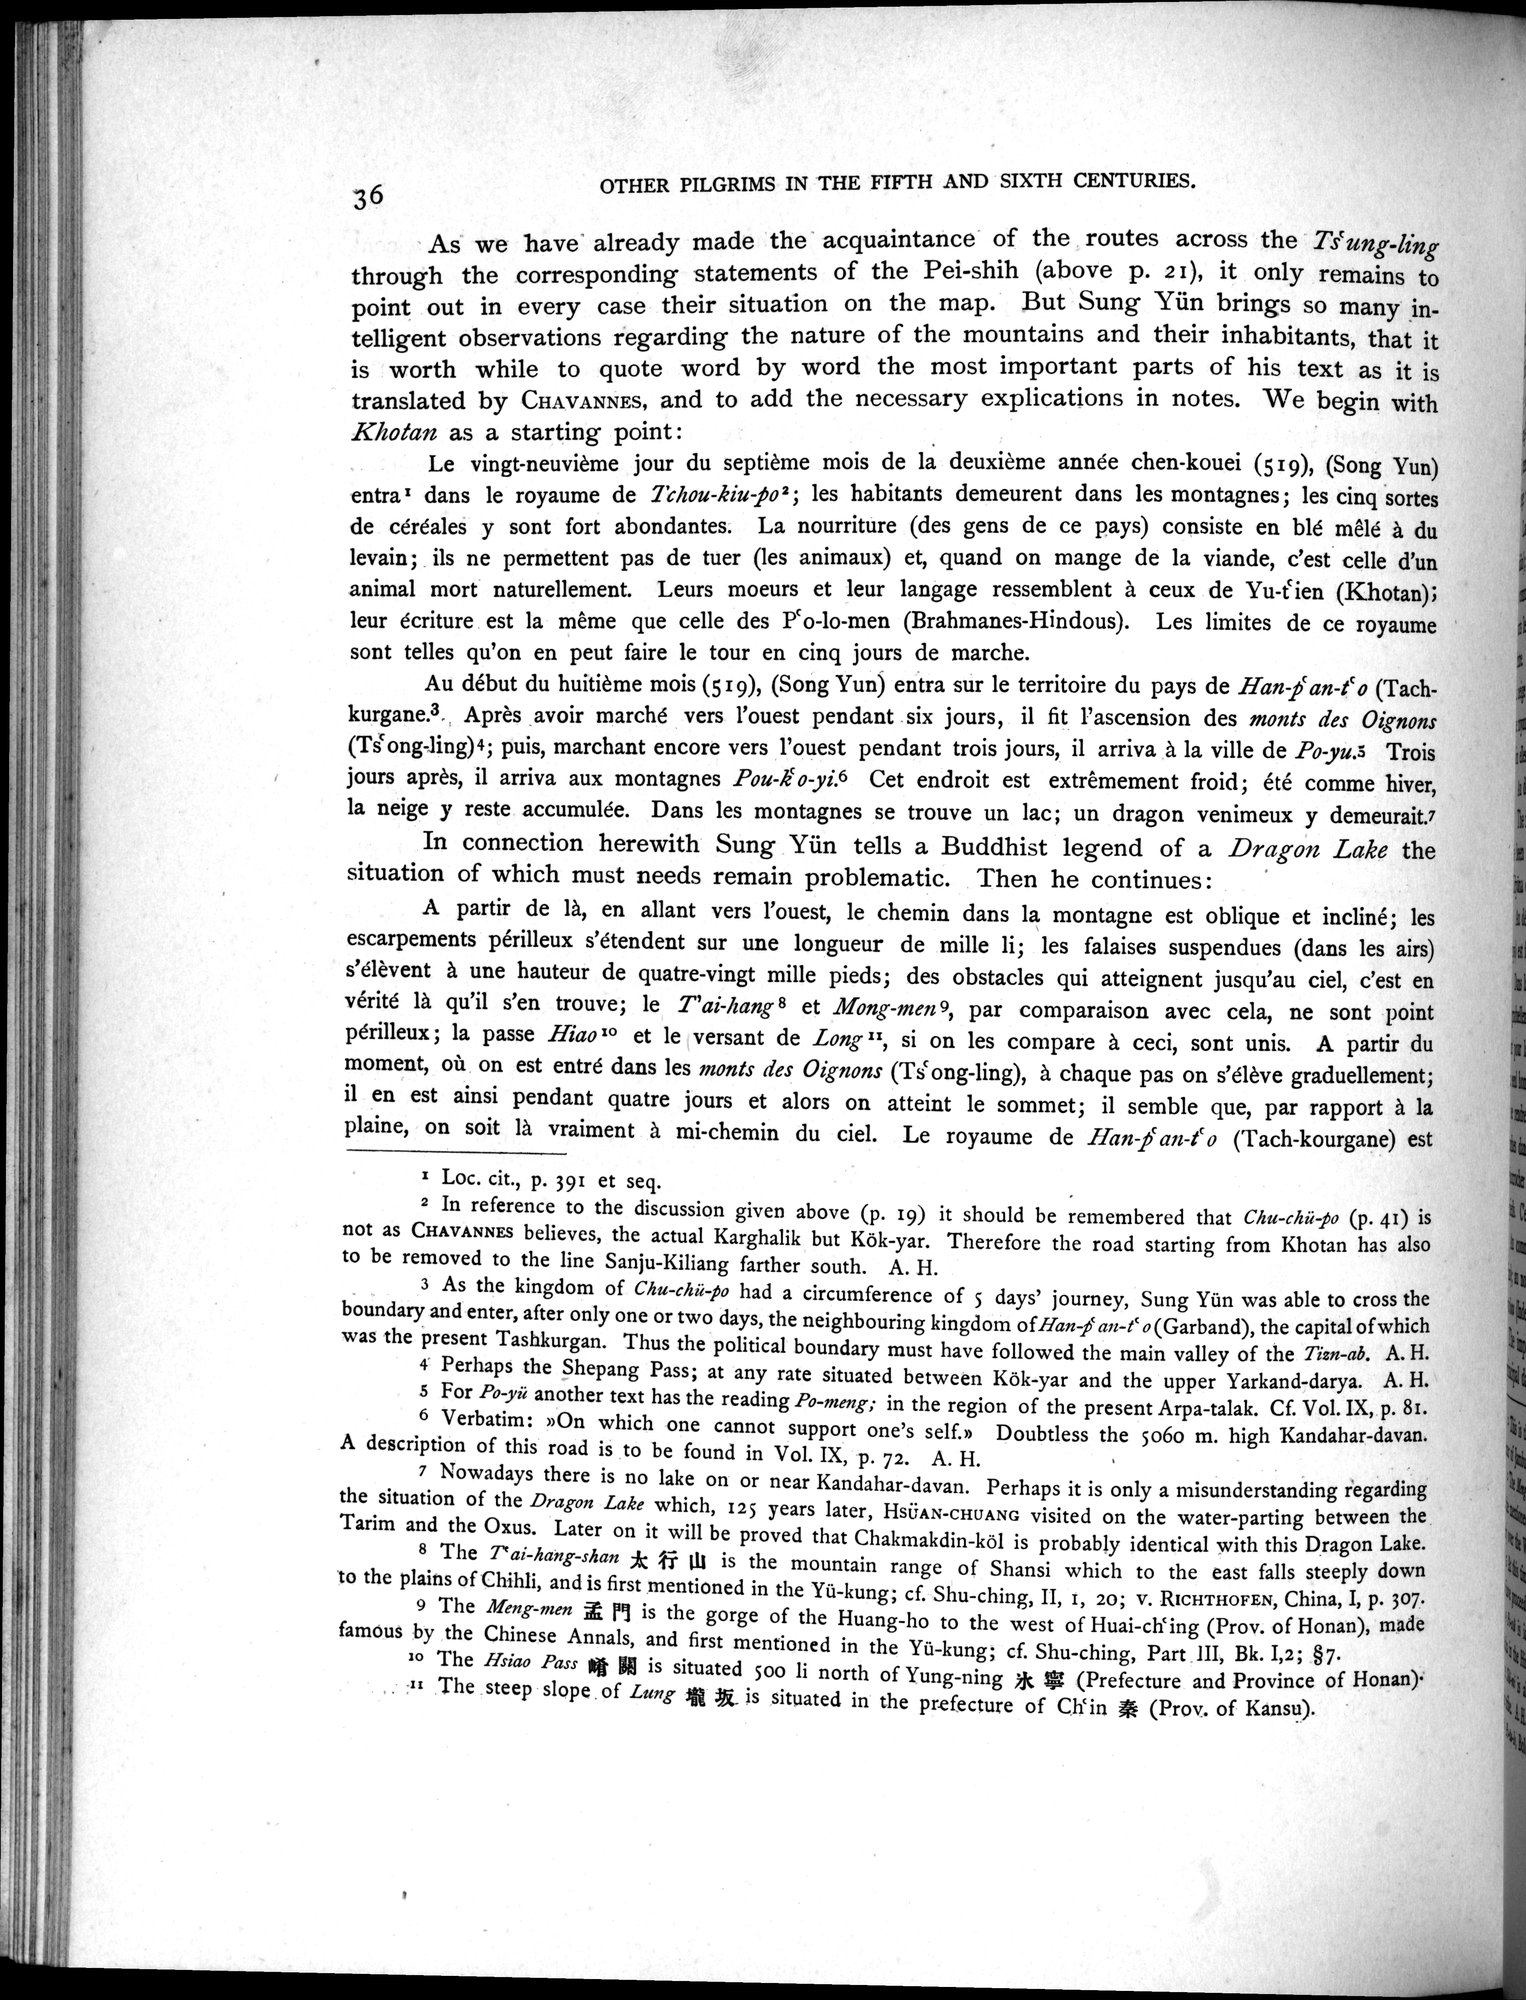 36
OTHER PILGRIMS IN THE FIFTH AND SIXTH CENTURIES.
As we have already made the acquaintance of the routes across the Tsʻung-ling
through the corresponding statements of the Pei-shih (above p. 21), it only remains to
point out in every case their situation on the map. But Sung Yün brings so many in-
telligent observations regarding the nature of the mountains and their inhabitants, that it
is worth while to quote word by word the most important parts of his text as it is
translated by CHAVANNES, and to add the necessary explications in notes. We begin with
Khotan as a starting point:
Le vingt-neuvième jour du septième mois de la deuxième année chen-kouei (519), (Song Yun)
entra¹ dans le royaume de Tchou-kiu-po²; les habitants demeurent dans les montagnes; les cinq sortes
de céréales y sont fort abondantes. La nourriture (des gens de ce pays) consiste en blé mêlé à du
levain; ils ne permettent pas de tuer (les animaux) et, quand on mange de la viande, c'est celle d'un
animal mort naturellement. Leurs moeurs et leur langage ressemblent à ceux de Yu-tʻien (Khotan);
leur écriture est la même que celle des Pʻo-lo-men (Brahmanes-Hindous). Les limites de ce royaume
sont telles qu'on en peut faire le tour en cinq jours de marche.
Au début du huitième mois (519), (Song Yun) entra sur le territoire du pays de Han-pʻan-tʻo (Tach-
kurgane.³ Après avoir marché vers l'ouest pendant six jours, il fit l'ascension des monts des Oignons
(Tsʻong-ling)⁴; puis, marchant encore vers l'ouest pendant trois jours, il arriva à la ville de Po-yu.⁵ Trois
jours après, il arriva aux montagnes Pou-kʻo-yi.⁶ Cet endroit est extrêmement froid; été comme hiver,
la neige y reste accumulée. Dans les montagnes se trouve un lac; un dragon venimeux y demeurait.⁷
In connection herewith Sung Yün tells a Buddhist legend of a Dragon Lake the
situation of which must needs remain problematic. Then he continues:
A partir de là, en allant vers l'ouest, le chemin dans la montagne est oblique et incliné; les
escarpements périlleux s'étendent sur une longueur de mille li; les falaises suspendues (dans les airs)
s'élèvent à une hauteur de quatre-vingt mille pieds; des obstacles qui atteignent jusqu'au ciel, c'est en
vérité là qu'il s'en trouve; le T'ai-hang⁸ et Mong-men⁹, par comparaison avec cela, ne sont point
périlleux; la passe Hiao¹⁰ et le versant de Long¹¹, si on les compare à ceci, sont unis. A partir du
moment, où on est entré dans les monts des Oignons (Tsʻong-ling), à chaque pas on s'élève graduellement;
il en est ainsi pendant quatre jours et alors on atteint le sommet; il semble que, par rapport à la
plaine, on soit là vraiment à mi-chemin du ciel. Le royaume de Han-pʻan-tʻo (Tach-kourgane) est
¹ Loc. cit., p. 391 et seq.
² In reference to the discussion given above (p. 19) it should be remembered that Chu-chü-po (p. 41) is
not as CHAVANNES believes, the actual Karghalik but Kök-yar. Therefore the road starting from Khotan has also
to be removed to the line Sanju-Kiliang farther south. A. H.
³ As the kingdom of Chu-chü-po had a circumference of 5 days' journey, Sung Yün was able to cross the
boundary and enter, after only one or two days, the neighbouring kingdom of Han-pʻan-tʻo (Garband), the capital of which
was the present Tashkurgan. Thus the political boundary must have followed the main valley of the Tizn-ab. A. H.
⁴ Perhaps the Shepang Pass; at any rate situated between Kök-yar and the upper Yarkand-darya. A. H.
⁵ For Po-yü another text has the reading Po-meng; in the region of the present Arpa-talak. Cf. Vol. IX, p. 81.
⁶ Verbatim: »On which one cannot support one's self.» Doubtless the 5060 m. high Kandahar-davan.
A description of this road is to be found in Vol. IX, p. 72. A. H.
⁷ Nowadays there is no lake on or near Kandahar-davan. Perhaps it is only a misunderstanding regarding
the situation of the Dragon Lake which, 125 years later, HSÜAN-CHUANG visited on the water-parting between the
Tarim and the Oxus. Later on it will be proved that Chakmakdin-köl is probably identical with this Dragon Lake.
⁸ The Tʻai-hang-shan 太行山 is the mountain range of Shansi which to the east falls steeply down
to the plains of Chihli, and is first mentioned in the Yü-kung; cf. Shu-ching, II, 1, 20; v. RICHTHOFEN, China, I, p. 307.
⁹ The Meng-men 孟門 is the gorge of the Huang-ho to the west of Huai-chʻing (Prov. of Honan), made
famous by the Chinese Annals, and first mentioned in the Yü-kung; cf. Shu-ching, Part III, Bk. I,2; §7.
¹⁰ The Hsiao Pass 崤關 is situated 500 li north of Yung-ning 永寧 (Prefecture and Province of Honan).
¹¹ The steep slope of Lung 壠坂 is situated in the prefecture of Chʻin 秦 (Prov. of Kansu).